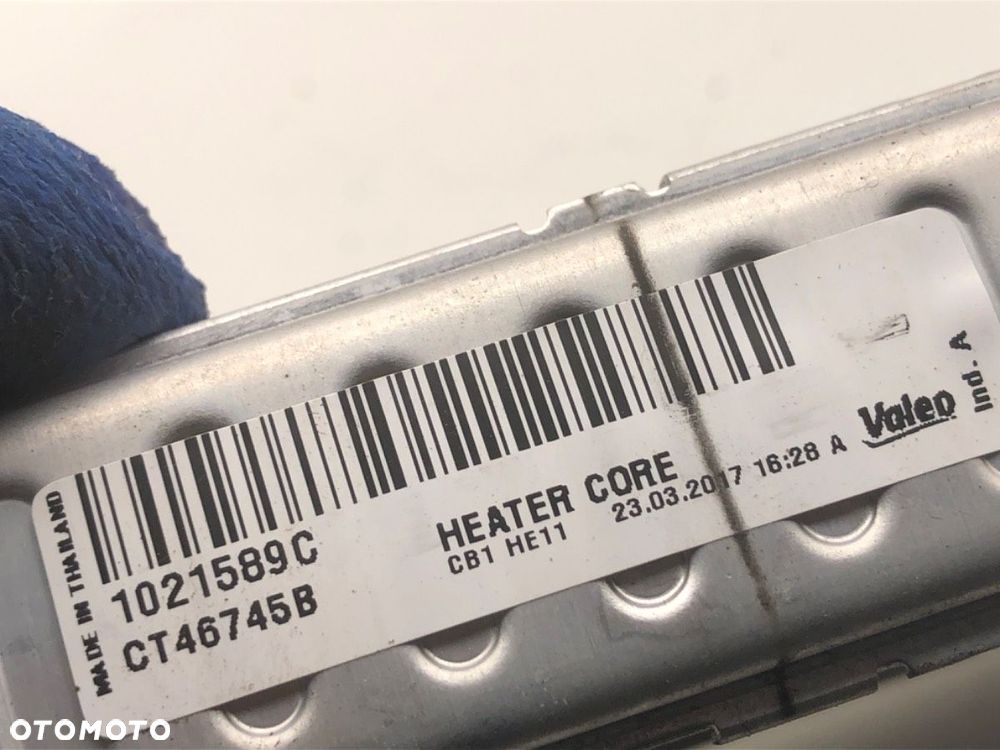 MADE IN THAILAND
1021589C
CT46745B
HEATER CORE
CB1 HE11
23.03.2017 16:28 A
Valeo
Ind. A
OTOMOTO